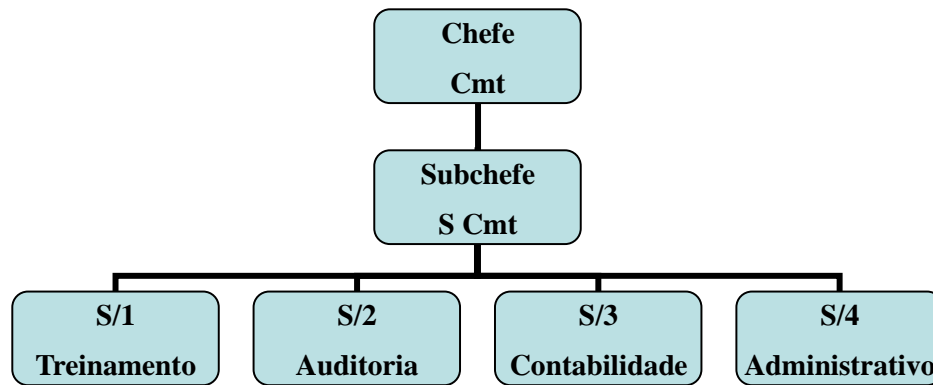 Chefe
Cmt
Subchefe
S Cmt
S/1
Treinamento
S/2
Auditoria
S/3
Contabilidade
S/4
Administrativo